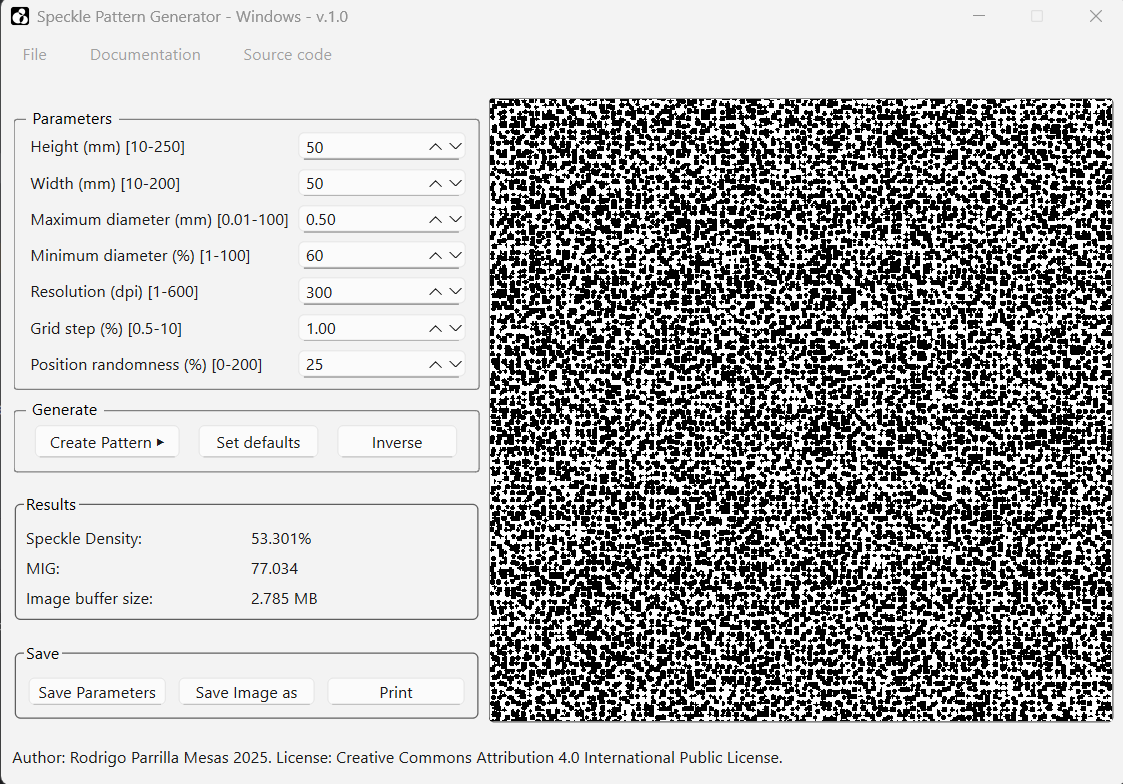 Speckle Pattern Generator - Windows - v.1.0
File Documentation Source code
Parameters
Height (mm) [10-250] 50
Width (mm) [10-200] 50
Maximum diameter (mm) [0.01-100] 0.50
Minimum diameter (%) [1-100] 60
Resolution (dpi) [1-600] 300
Grid step (%) [0.5-10] 1.00
Position randomness (%) [0-200] 25
Generate
Create Pattern Set defaults Inverse
Results
Speckle Density: 53.301%
MIG: 77.034
Image buffer size: 2.785 MB
Save
Save Parameters Save Image as Print
Author: Rodrigo Parrilla Mesas 2025. License: Creative Commons Attribution 4.0 International Public License.